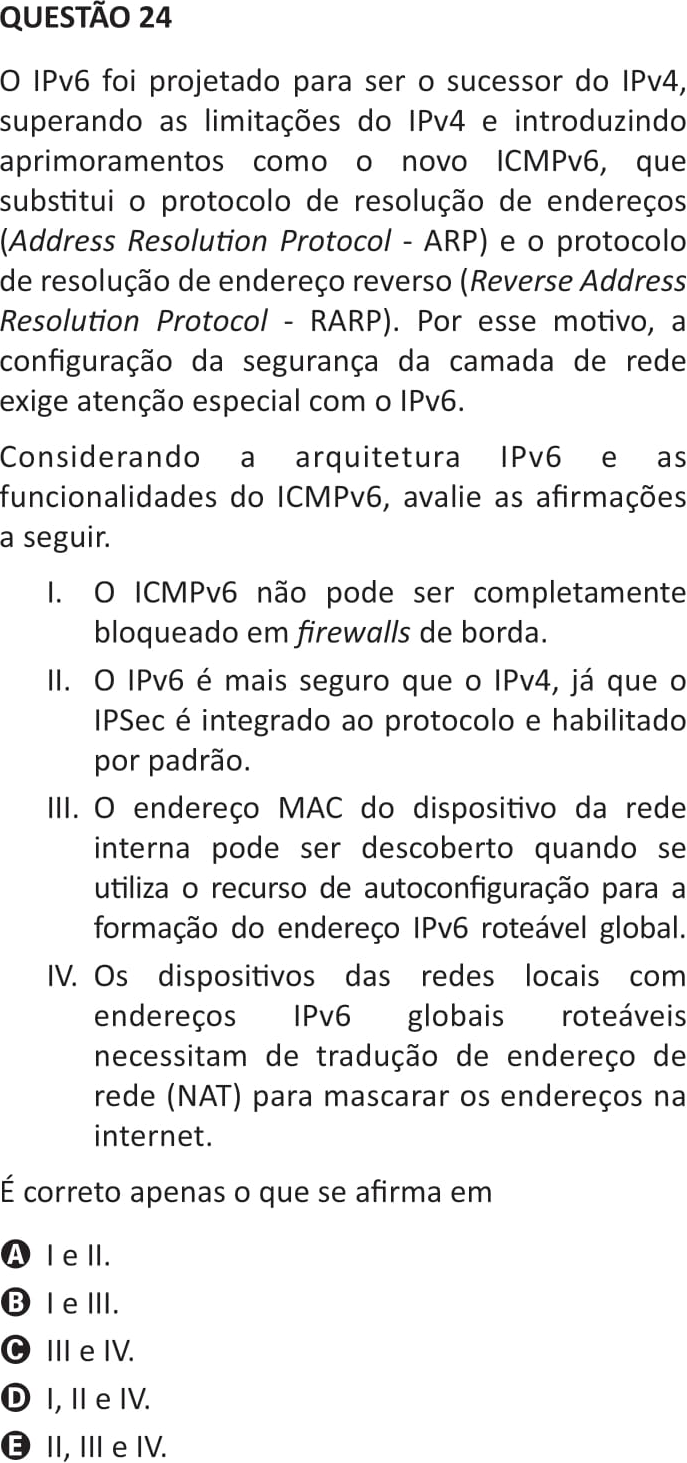 QUESTÃO 24
O IPv6 foi projetado para ser o sucessor do IPv4,
superando as limitações do IPv4 e introduzindo
aprimoramentos como o novo ICMPv6, que
substitui o protocolo de resolução de endereços
(Address Resolution Protocol - ARP) e o protocolo
de resolução de endereço reverso (Reverse Address
Resolution Protocol - RARP). Por esse motivo, a
configuração da segurança da camada de rede
exige atenção especial com o IPv6.
Considerando a arquitetura IPv6 e as
funcionalidades do ICMPv6, avalie as afirmações
a seguir.
I. O ICMPv6 não pode ser completamente
bloqueado em firewalls de borda.
II. O IPv6 é mais seguro que o IPv4, já que o
IPSec é integrado ao protocolo e habilitado
por padrão.
III. O endereço MAC do dispositivo da rede
interna pode ser descoberto quando se
utiliza o recurso de autoconfiguração para a
formação do endereço IPv6 roteável global.
IV. Os dispositivos das redes locais com
endereços IPv6 globais roteáveis
necessitam de tradução de endereço de
rede (NAT) para mascarar os endereços na
internet.
É correto apenas o que se afirma em
A I e II.
B I e III.
C III e IV.
D I, II e IV.
E II, III e IV.